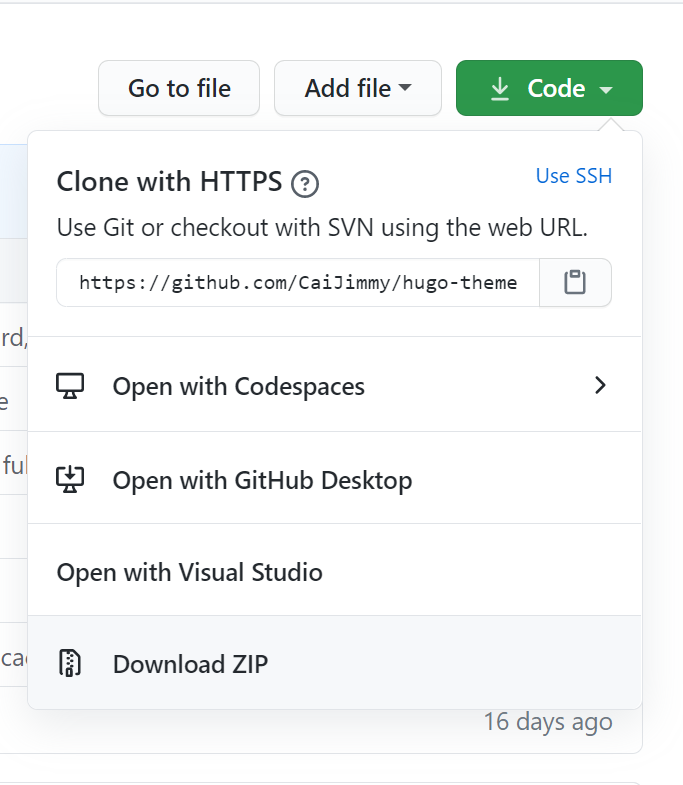 Go to file
Add file
Code
Clone with HTTPS
Use SSH
Use Git or checkout with SVN using the web URL.
https://github.com/CaiJimmy/hugo-theme
rd,
e
ful
Open with Codespaces
Open with GitHub Desktop
Open with Visual Studio
Download ZIP
16 days ago